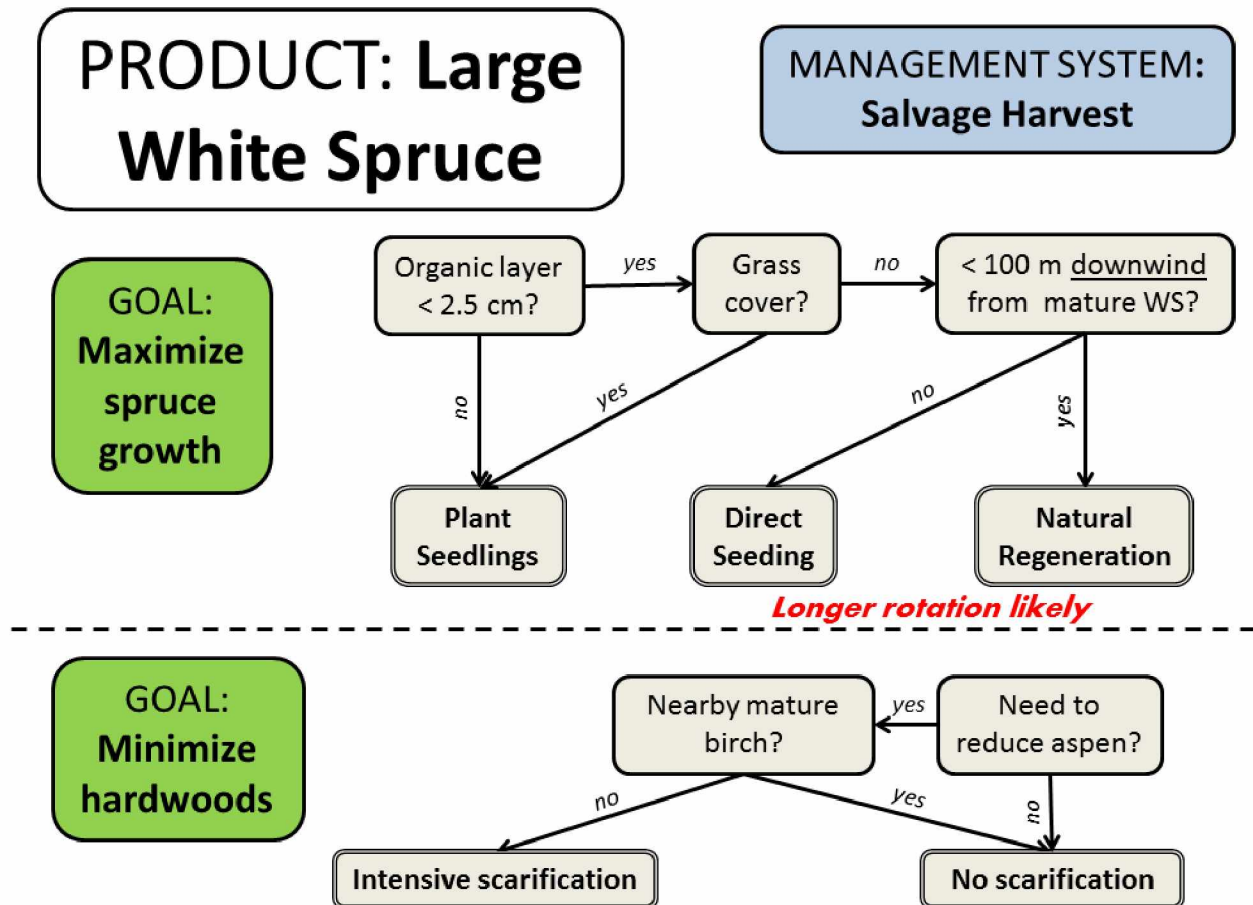 PRODUCT: Large
White Spruce
MANAGEMENT SYSTEM:
Salvage Harvest
GOAL:
Maximize
spruce
growth
Organic layer
< 2.5 cm?
yes
Grass
cover?
no
< 100 m downwind
from mature WS?
no
yes
no
yes
Plant
Seedlings
Direct
Seeding
Natural
Regeneration
Longer rotation likely
GOAL:
Minimize
hardwoods
Nearby mature
birch?
yes
Need to
reduce aspen?
no
yes
no
Intensive scarification
No scarification